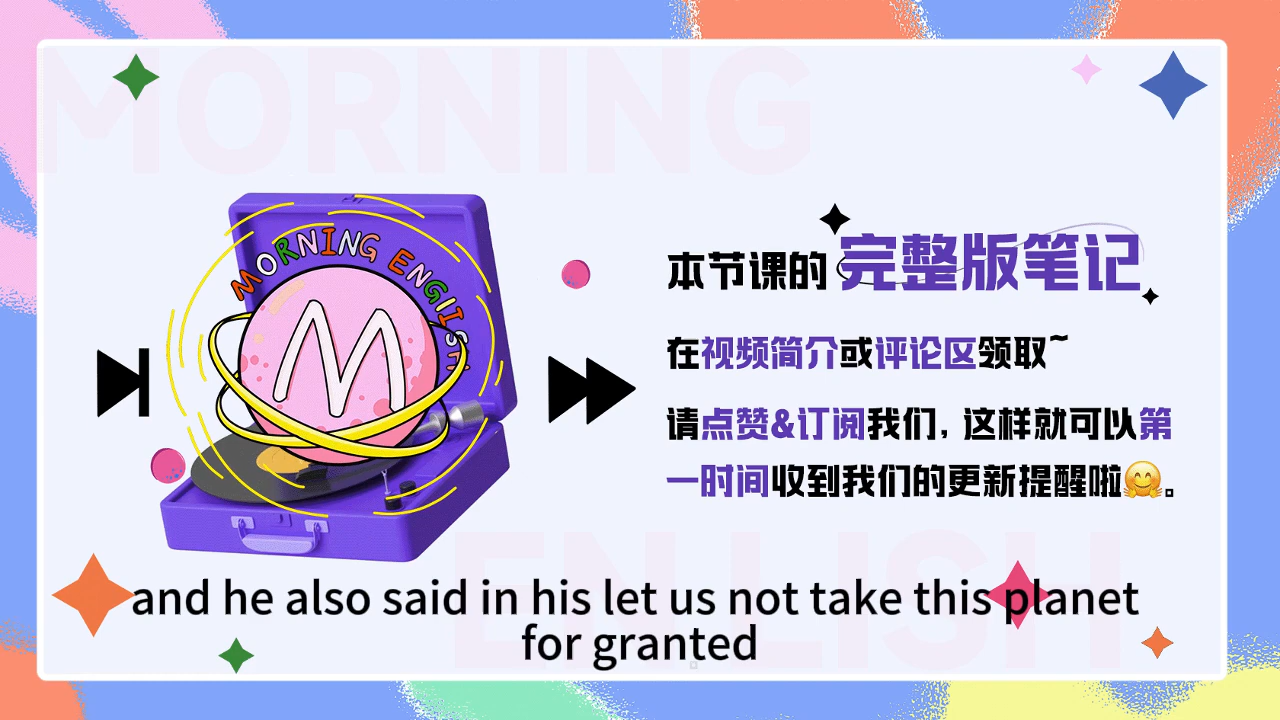 MORNING
MORNING ENGlISH
M
本节课的 完整版笔记
在视频简介或评论区领取~
请点赞&订阅我们, 这样就可以第
一时间收到我们的更新提醒啦🤗。
ENLISH
and he also said in his let us not take this planet
for granted